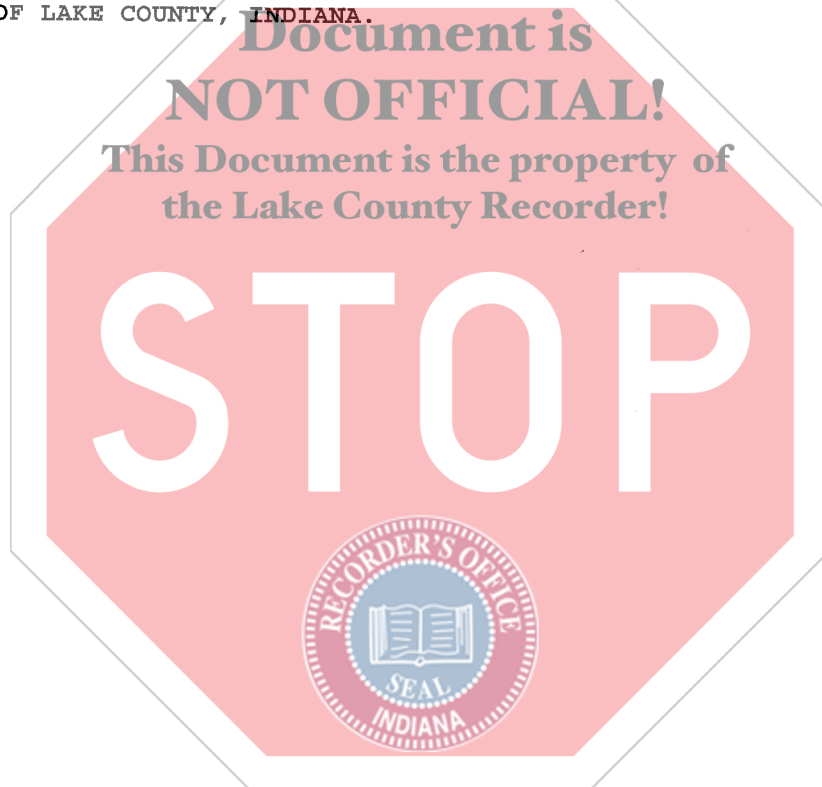 OF LAKE COUNTY, INDIANA.
Document is
NOT OFFICIAL!
This Document is the property of
the Lake County Recorder!
STOP
RECORDER'S OFFICE
SEAL
INDIANA